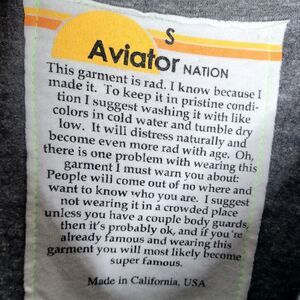 S
Aviator NATION
This garment is rad. I know because I
made it. To keep it in pristine condi-
tion I suggest washing it with like
colors in cold water and tumble dry
low. It will distress naturally and
become even more rad with age. Oh,
there is one problem with wearing this
garment I must warn you about:
People will come out of no where and
want to know who you are. I suggest
not wearing it in a crowded place
unless you have a couple body guards,
then it's probably ok, and if you're
already famous and wearing this
garment you will most likely become
super famous.
Made in California, USA